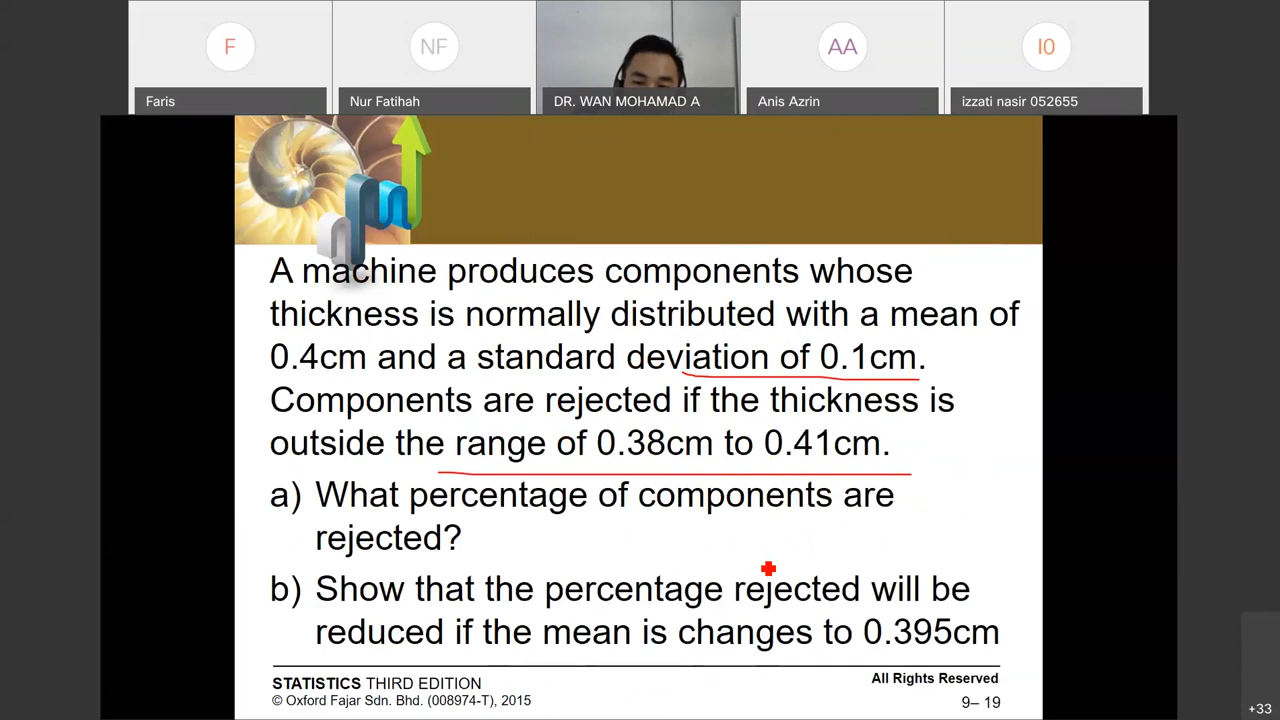 F
NF
AA
I0
Faris
Nur Fatihah
DR. WAN MOHAMAD A
Anis Azrin
izzati nasir 052655
A machine produces components whose
thickness is normally distributed with a mean of
0.4cm and a standard deviation of 0.1cm.
Components are rejected if the thickness is
outside the range of 0.38cm to 0.41cm.
a) What percentage of components are
rejected?
b) Show that the percentage rejected will be
reduced if the mean is changes to 0.395cm
STATISTICS THIRD EDITION
© Oxford Fajar Sdn. Bhd. (008974-T), 2015
All Rights Reserved
9– 19
+33